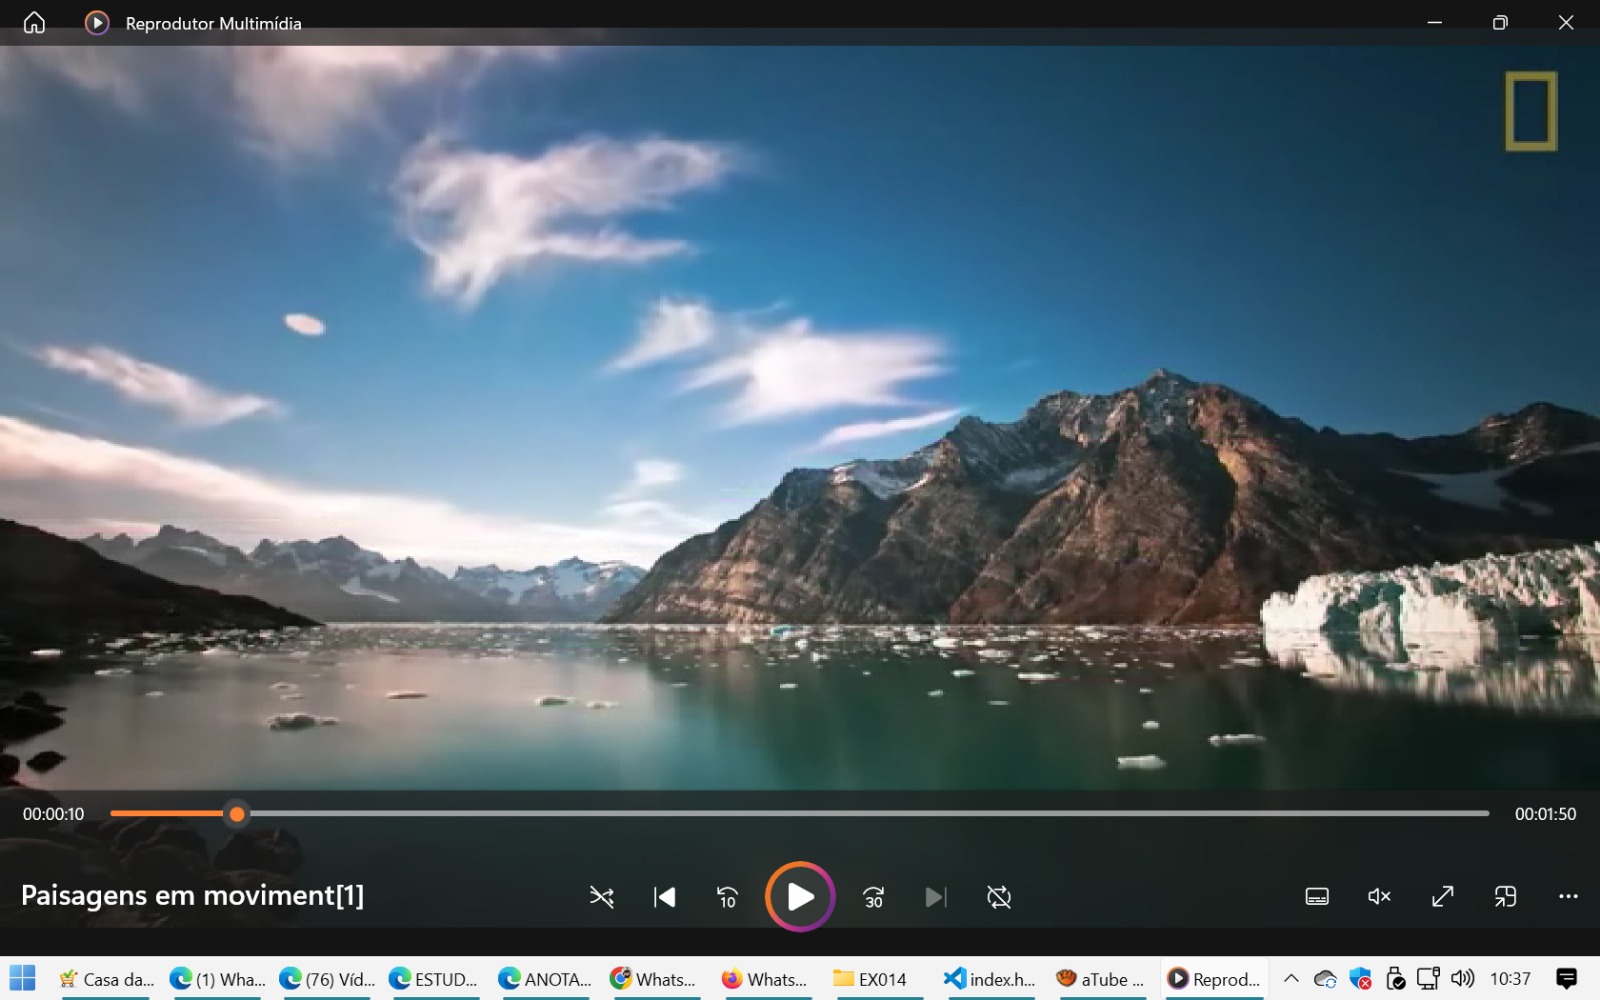 Reprodutor Multimídia
00:00:10
00:01:50
Paisagens em moviment[1]
10
30
Casa da...
(1) Wha...
(76) Víd...
ESTUD...
ANOTA...
Whats...
Whats...
EX014
index.h...
aTube ...
Reprod...
10:37